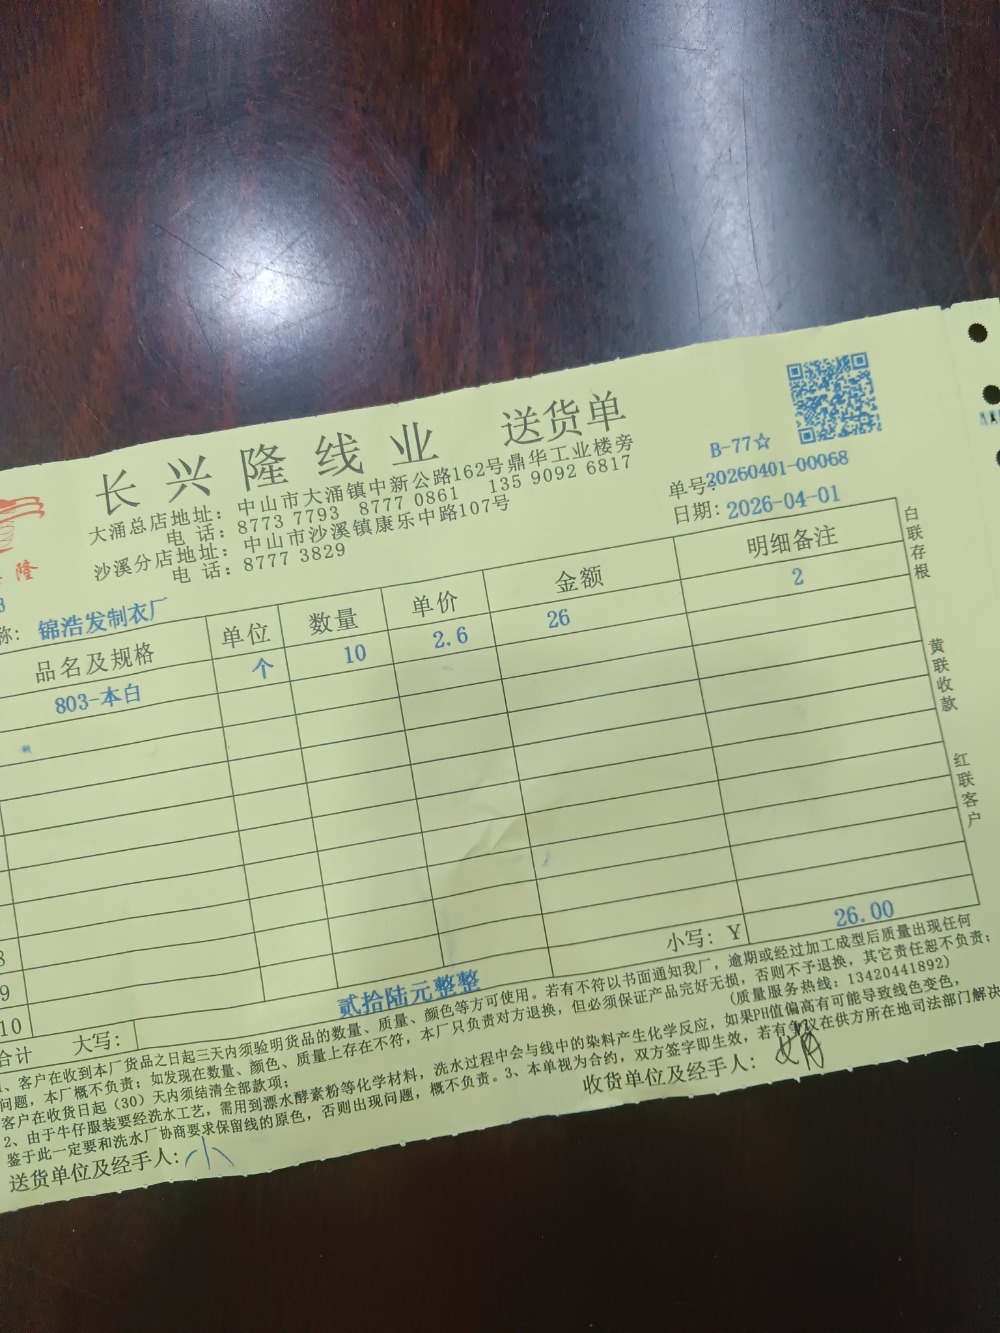 长兴隆线业 送货单
B-77☆
大涌总店地址：中山市大涌镇中新公路162号鼎华工业楼旁
电 话：8773 7793 8777 0861 135 9092 6817
单号:20260401-00068
沙溪分店地址：中山市沙溪镇康乐中路107号
日期：2026-04-01
电 话：8777 3829
隆
称：锦浩发制衣厂
品名及规格 单位 数量 单价 金额 明细备注
803-本白 个 10 2.6 26 2
白联存根
黄联收款
红联客户
8
9
10
小写：Y 26.00
合计 大写： 贰拾陆元整整
1、客户在收到本厂货品之日起三天内须验明货品的数量、质量、颜色等方可使用。若有不符以书面通知我厂，逾期或经过加工成型后质量出现任何
问题，本厂概不负责；如发现在数量、颜色、质量上存在不符，本厂只负责对方退换，但必须保证产品完好无损，否则不予退换，其它责任恕不负责；
客户在收货日起（30）天内须结清全部款项； （质量服务热线：13420441892）
2、由于牛仔服装要经洗水工艺，需用到漂水酵素粉等化学材料，洗水过程中会与线中的染料产生化学反应，如果PH值偏高有可能导致线色变色，
鉴于此一定要和洗水厂协商要求保留线的原色，否则出现问题，概不负责。3、本单视为合约，双方签字即生效，若有争议在供方所在地司法部门解决
送货单位及经手人：小 收货单位及经手人：